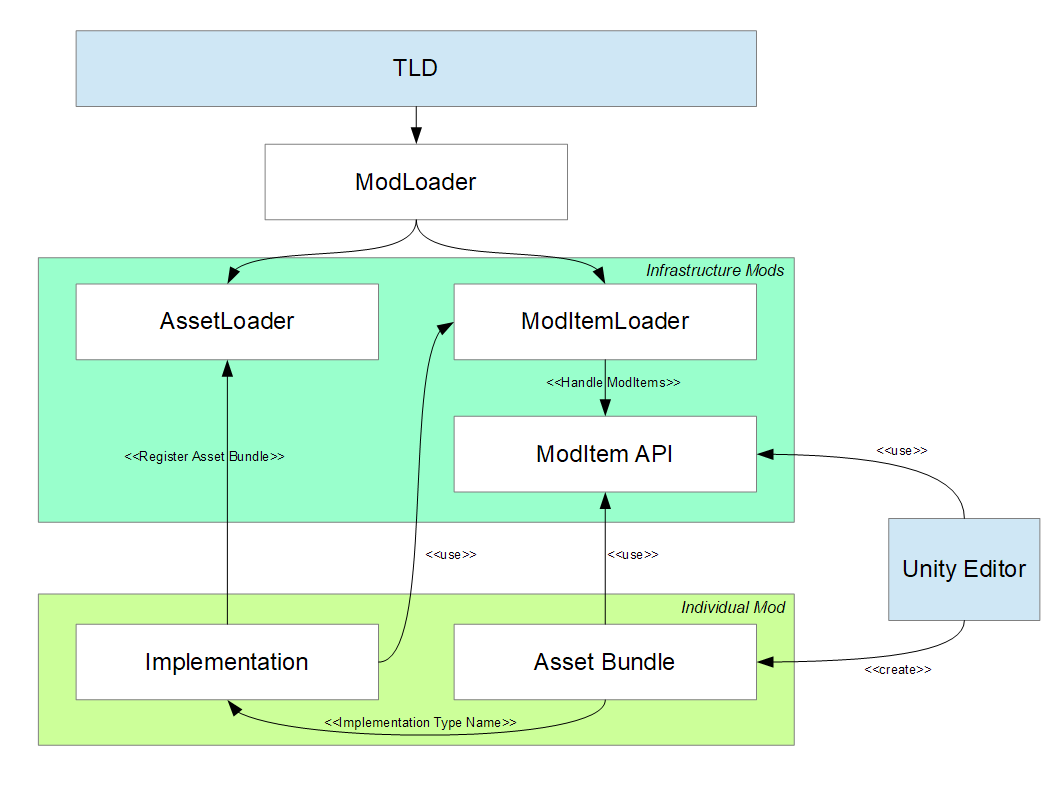 TLD
ModLoader
Infrastructure Mods
AssetLoader
ModItemLoader
<<Handle ModItems>>
<<Register Asset Bundle>>
ModItem API
<<use>>
<<use>>
<<use>>
Unity Editor
Individual Mod
Implementation
Asset Bundle
<<create>>
<<Implementation Type Name>>